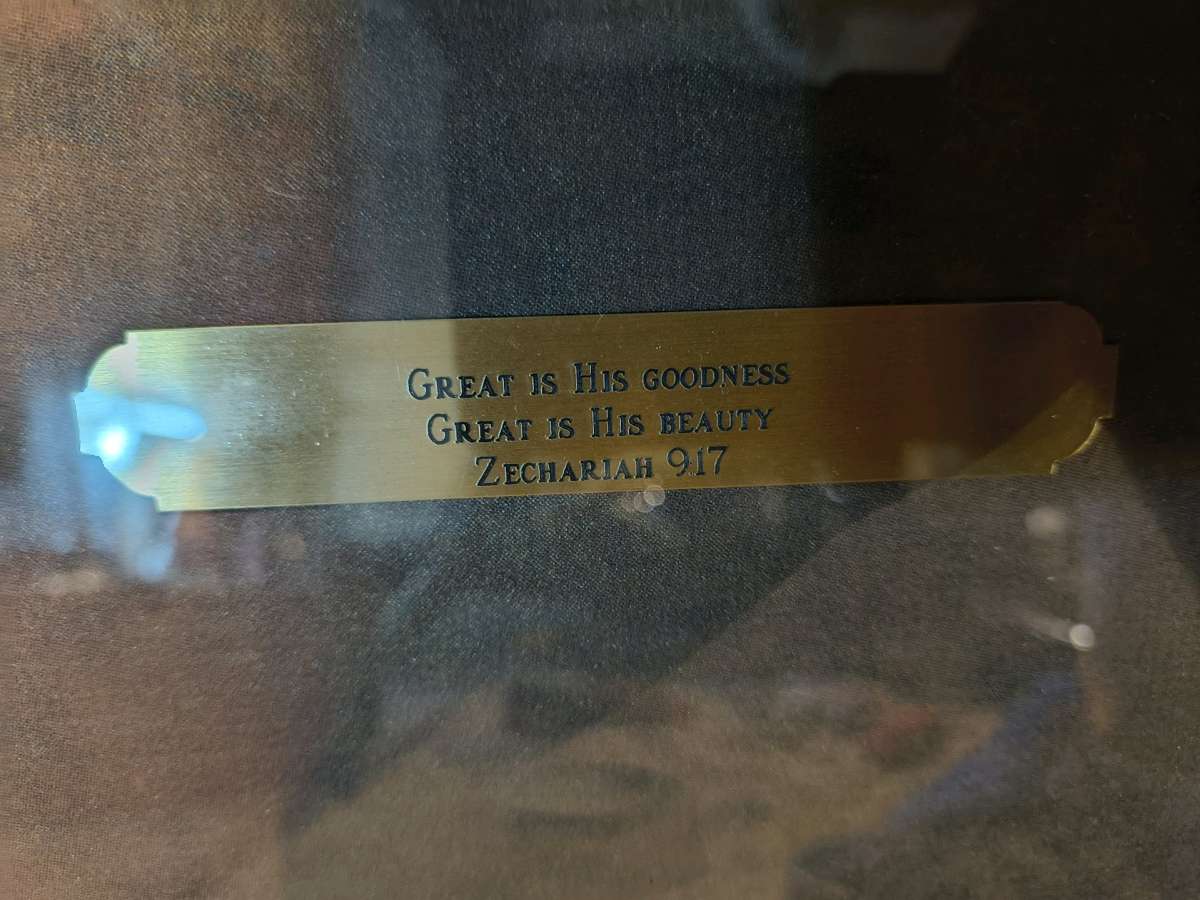 Great is His goodness
Great is His beauty
Zechariah 9:17